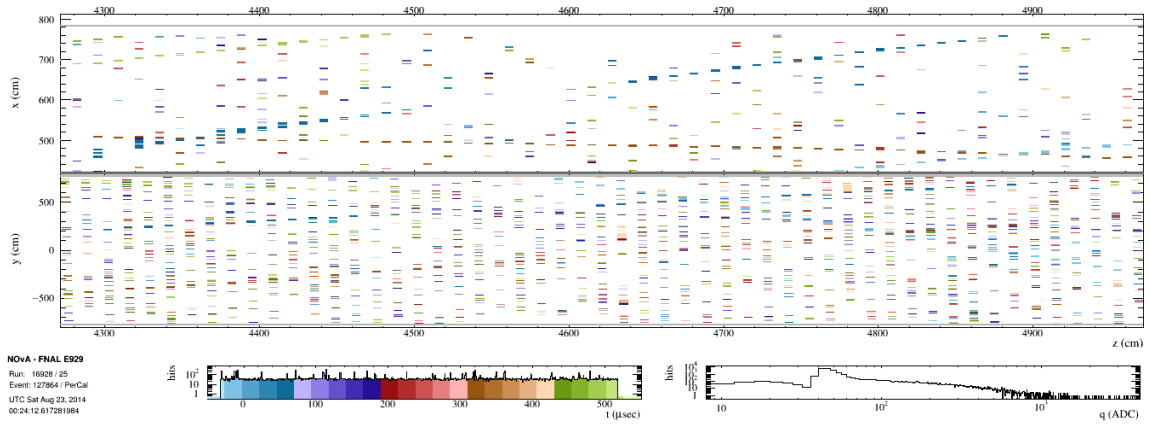 4300 4400 4500 4600 4700 4800 4900
800
700
600
500
x (cm)
500
0
−500
y (cm)
4300 4400 4500 4600 4700 4800 4900
z (cm)
NOvA - FNAL E929
Run: 16928 / 25
Event: 127864 / PerCal
UTC Sat Aug 23, 2014
00:24:12.617281984
hits
10²
10
1
0 100 200 300 400 500
t (μsec)
hits
10
1
10 10² 10³
q (ADC)